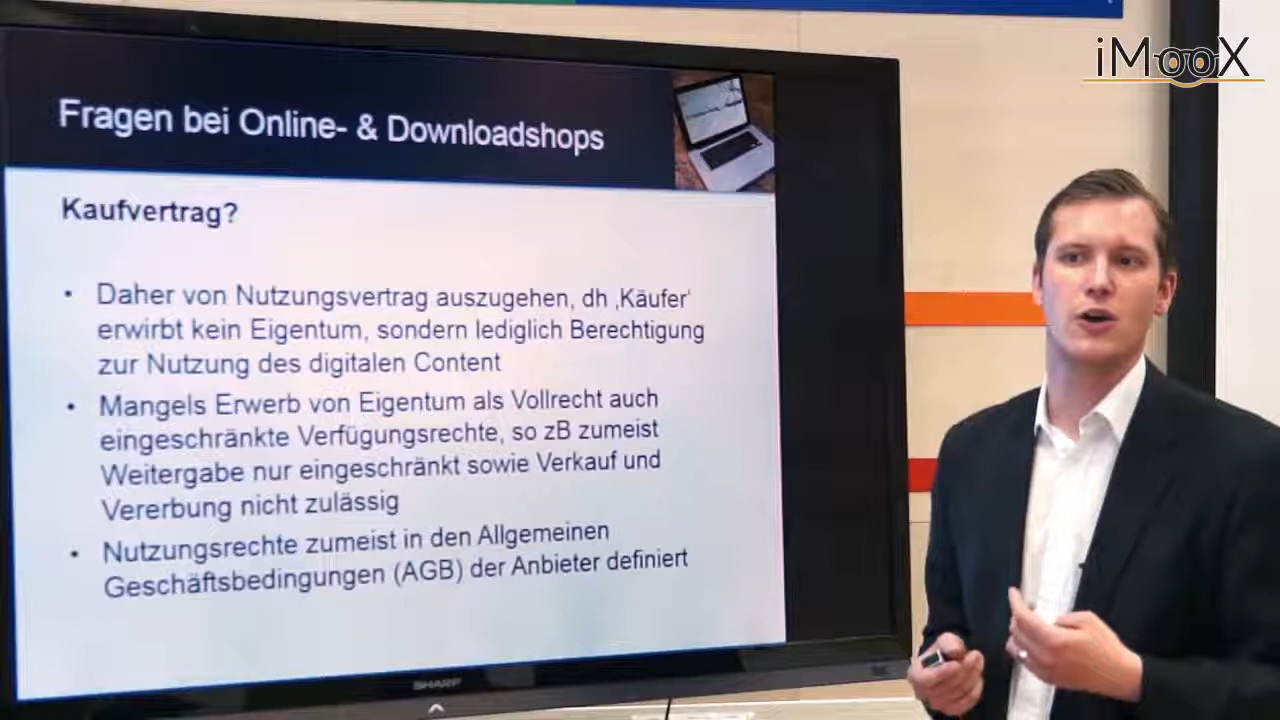 iMooX
Fragen bei Online- & Downloadshops
Kaufvertrag?
• Daher von Nutzungsvertrag auszugehen, dh ‚Käufer‘
erwirbt kein Eigentum, sondern lediglich Berechtigung
zur Nutzung des digitalen Content
• Mangels Erwerb von Eigentum als Vollrecht auch
eingeschränkte Verfügungsrechte, so zB zumeist
Weitergabe nur eingeschränkt sowie Verkauf und
Vererbung nicht zulässig
• Nutzungsrechte zumeist in den Allgemeinen
Geschäftsbedingungen (AGB) der Anbieter definiert
SHARP